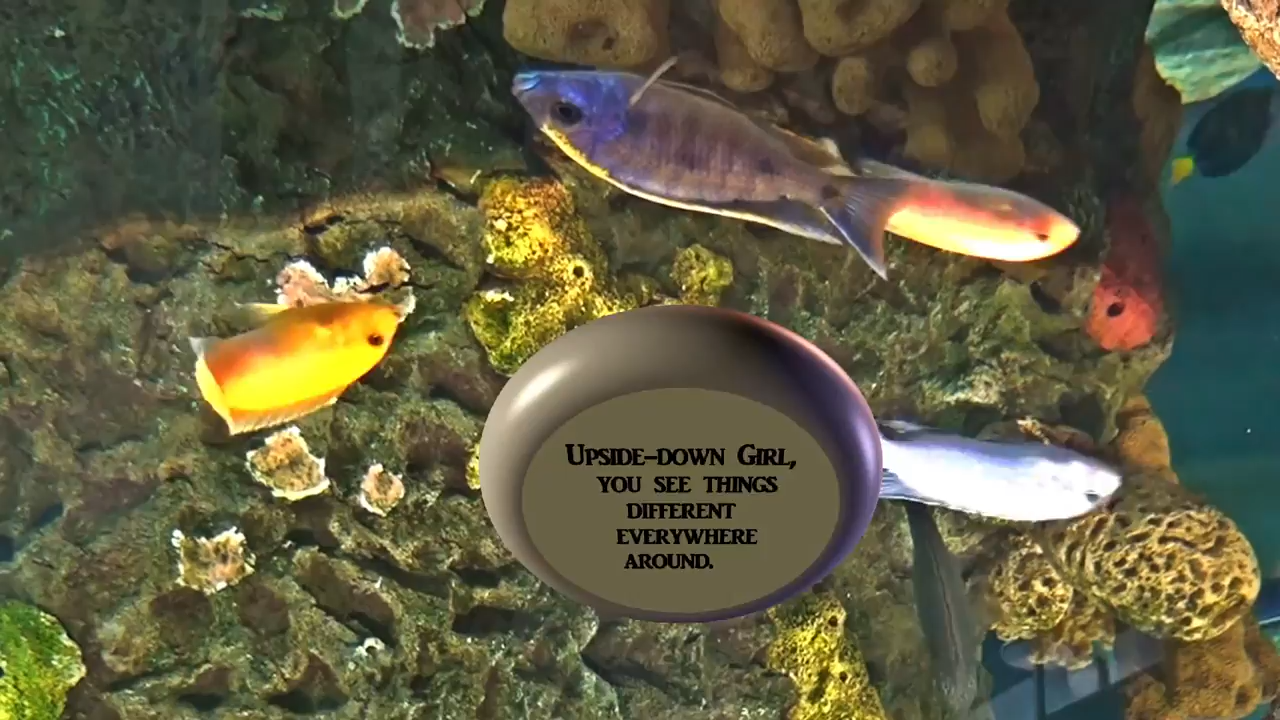 Upside-down Girl,
you see things
different
everywhere
around.